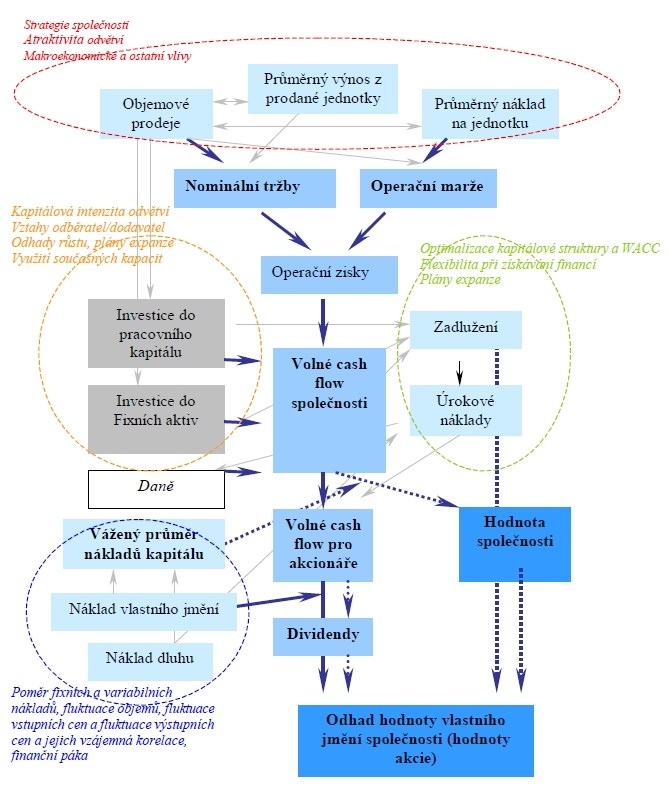 Strategie společnosti
Atraktivita odvětví
Makroekonomické a ostatní vlivy
Průměrný výnos z
prodané jednotky
Objemové
prodeje
Průměrný náklad
na jednotku
Nominální tržby
Operační marže
Kapitálová intenzita odvětví
Vztahy odběratel/dodavatel
Odhady růstu, plány expanze
Využití současných kapacit
Operační zisky
Optimalizace kapitálové struktury a WACC
Flexibilita při získávání financí
Plány expanze
Investice do
pracovního
kapitálu
Zadlužení
Volné cash
flow
společnosti
Investice do
Fixních aktiv
Úrokové
náklady
Daně
Vážený průměr
nákladů kapitálu
Volné cash
flow pro
akcionáře
Hodnota
společnosti
Náklad vlastního jmění
Dividendy
Náklad dluhu
Poměr fixních a variabilních
nákladů, fluktuace objemů, fluktuace
vstupních cen a fluktuace výstupních
cen a jejich vzájemná korelace,
finanční páka
Odhad hodnoty vlastního
jmění společnosti (hodnoty
akcie)